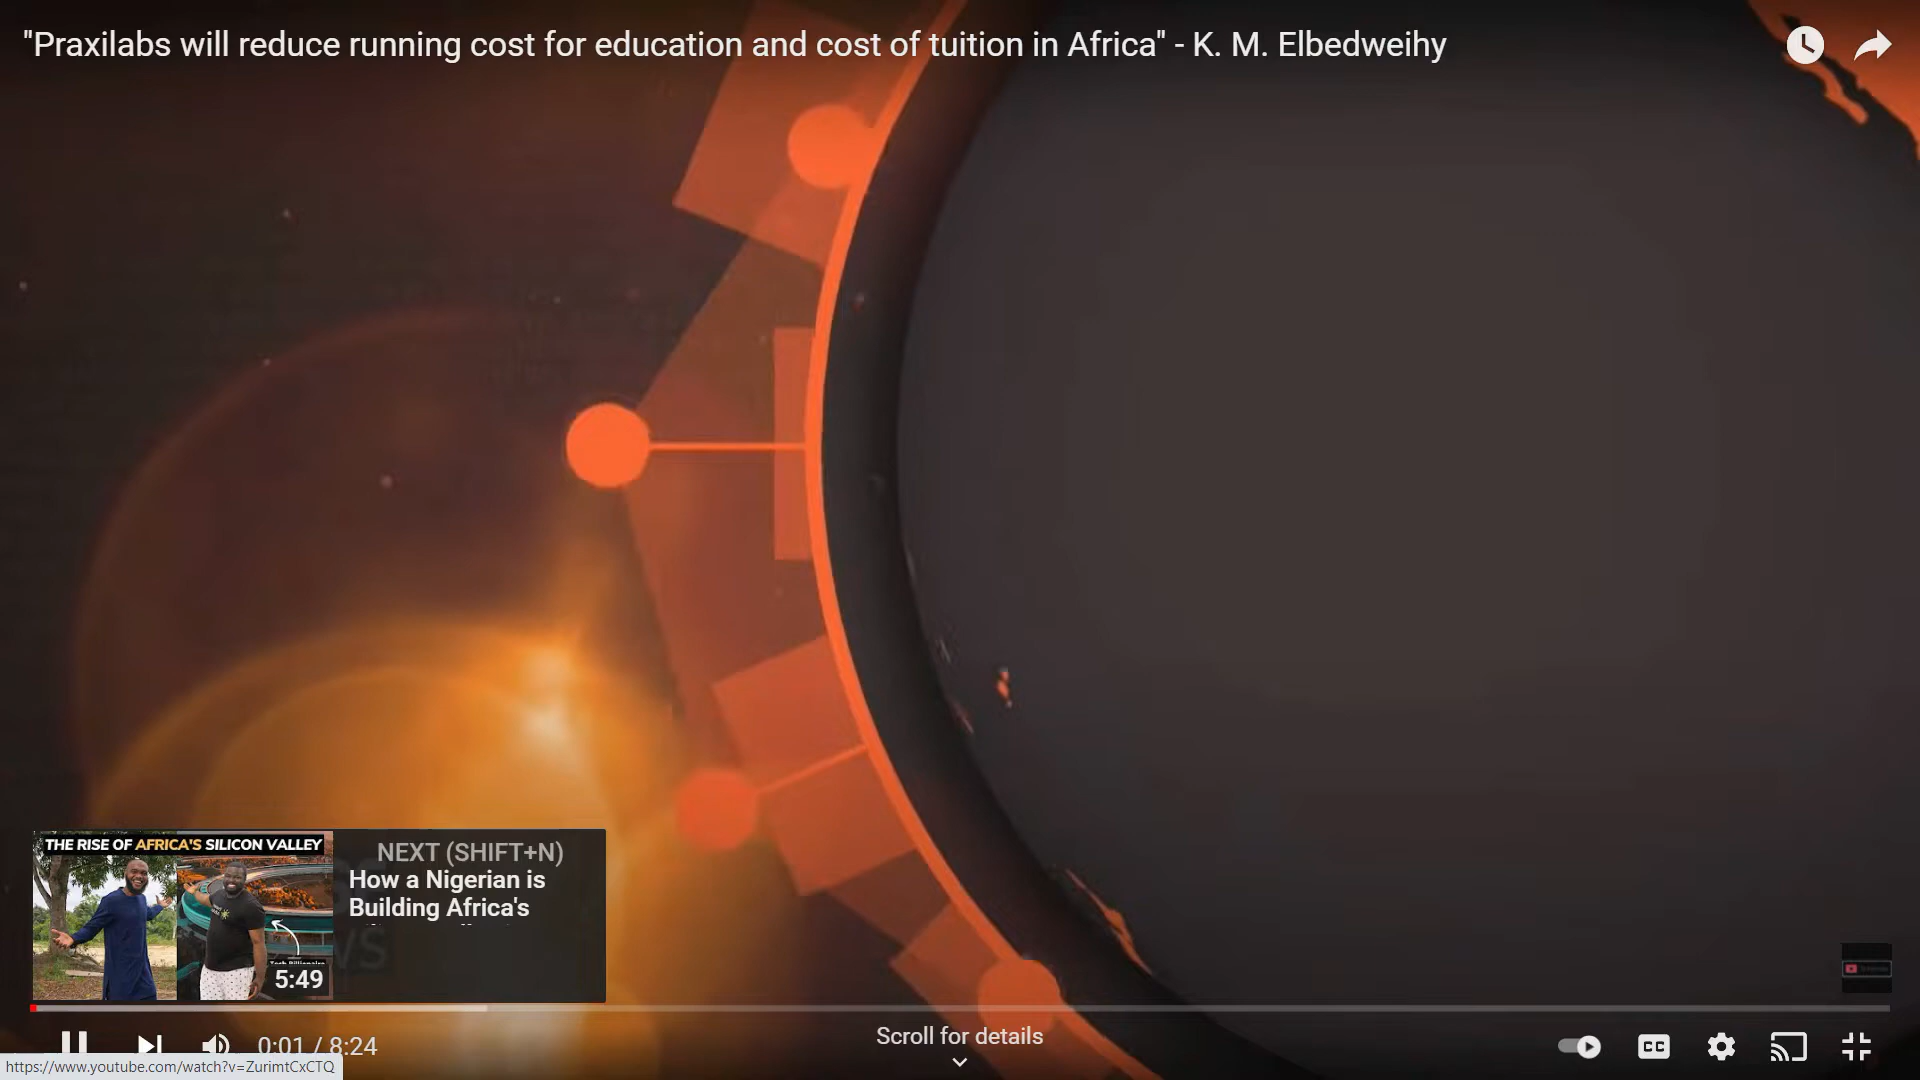 "Praxilabs will reduce running cost for education and cost of tuition in Africa" - K. M. Elbedweihy
THE RISE OF AFRICA'S SILICON VALLEY
5:49
NEXT (SHIFT+N)
How a Nigerian is
Building Africa's
0:01 / 8:24
Scroll for details
CC
https://www.youtube.com/watch?v=ZurimtCxCTQ